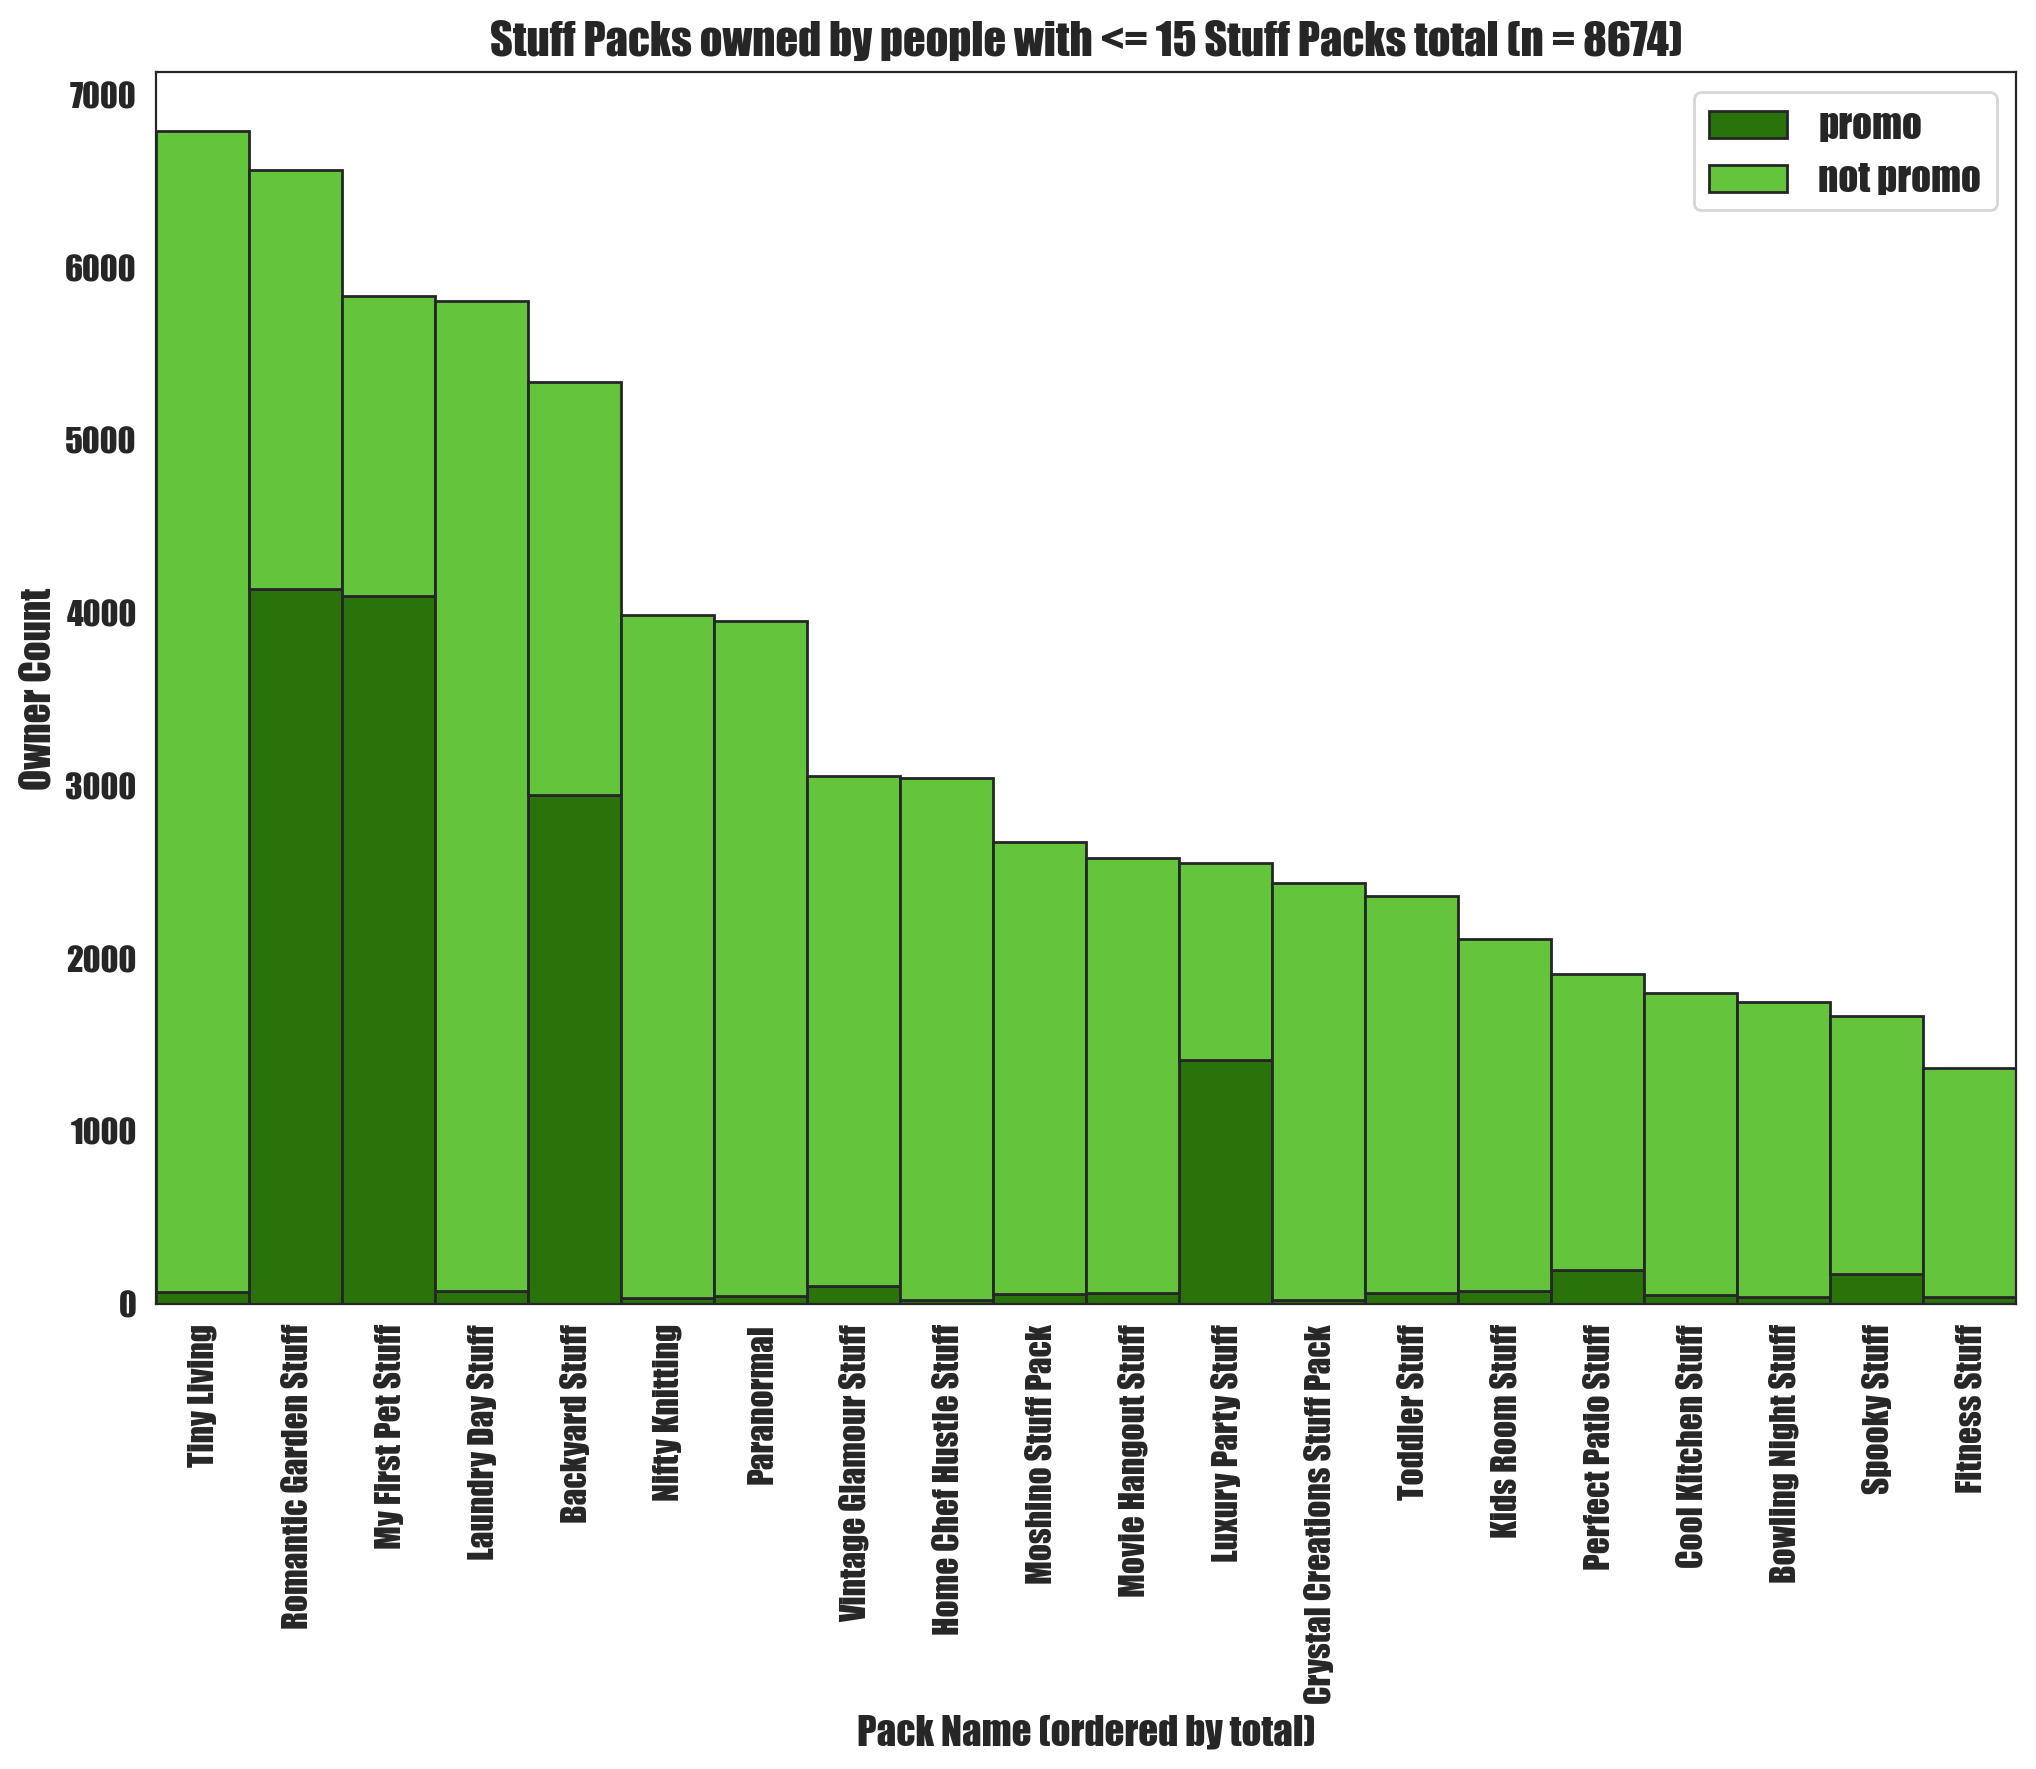 Stuff Packs owned by people with <= 15 Stuff Packs total (n = 8674)
promo
not promo
Owner Count
7000
6000
5000
4000
3000
2000
1000
0
Tiny Living
Romantic Garden Stuff
My First Pet Stuff
Laundry Day Stuff
Backyard Stuff
Nifty Knitting
Paranormal
Vintage Glamour Stuff
Home Chef Hustle Stuff
Moshino Stuff Pack
Movie Hangout Stuff
Luxury Party Stuff
Crystal Creations Stuff Pack
Toddler Stuff
Kids Room Stuff
Perfect Patio Stuff
Cool Kitchen Stuff
Bowling Night Stuff
Spooky Stuff
Fitness Stuff
Pack Name (ordered by total)